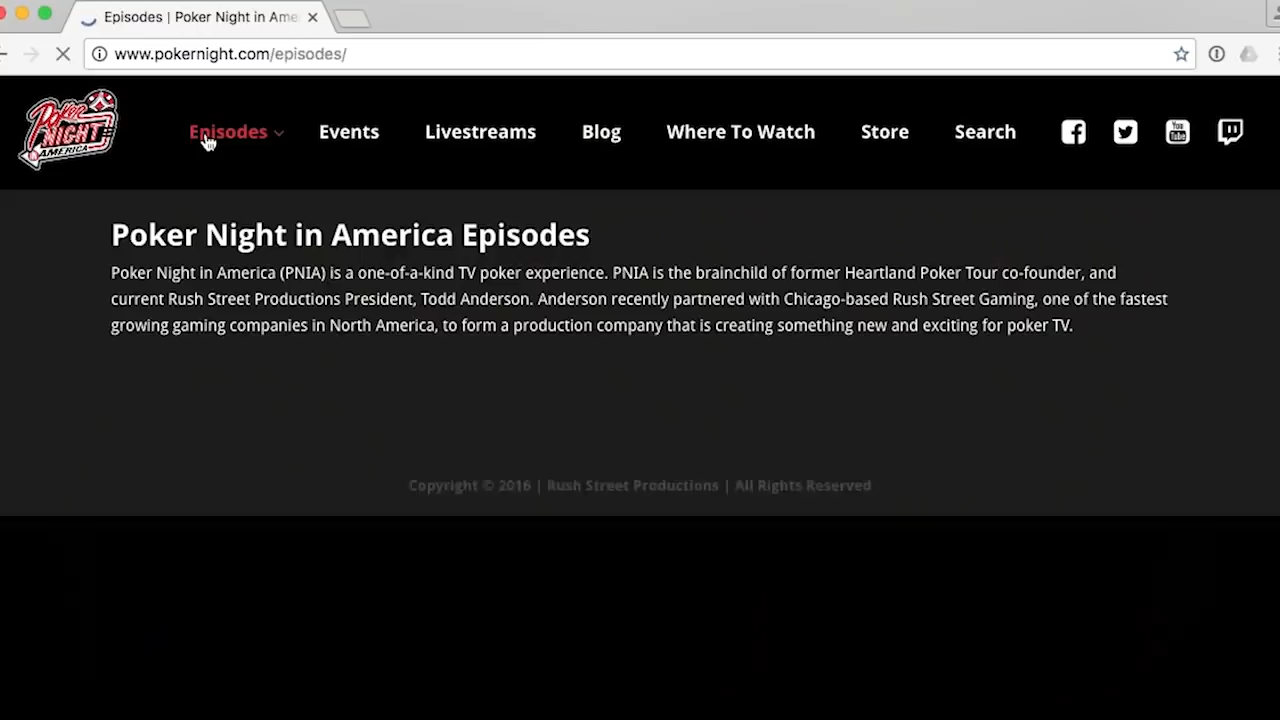 Episodes | Poker Night in Ame
www.pokernight.com/episodes/
Poker
NIGHT
IN AMERICA
Episodes
Events
Livestreams
Blog
Where To Watch
Store
Search
You
Tube
Poker Night in America Episodes
Poker Night in America (PNIA) is a one-of-a-kind TV poker experience. PNIA is the brainchild of former Heartland Poker Tour co-founder, and
current Rush Street Productions President, Todd Anderson. Anderson recently partnered with Chicago-based Rush Street Gaming, one of the fastest
growing gaming companies in North America, to form a production company that is creating something new and exciting for poker TV.
Copyright © 2016 | Rush Street Productions | All Rights Reserved